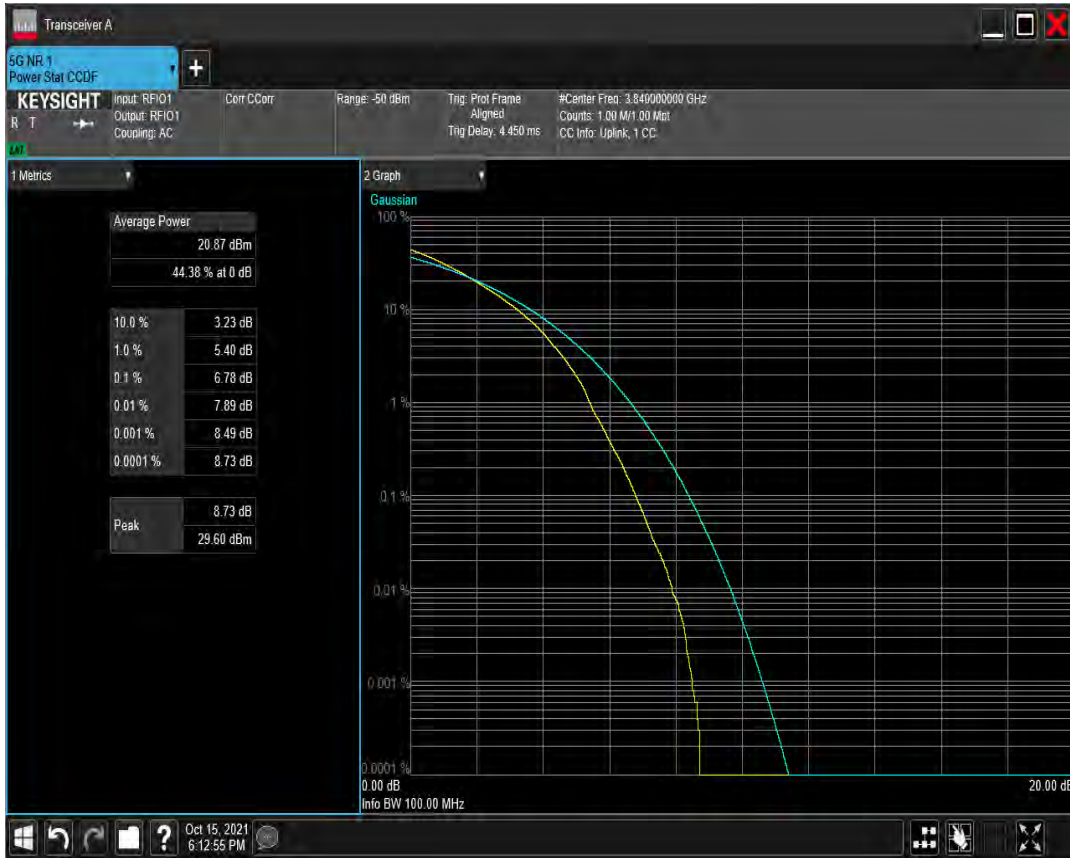 Transceiver A
5G NR 1
Power Stat CCDF
+
KEYSIGHT
R T
LXI
Input: RFIO1
Output: RFIO1
Coupling: AC
Corr CCorr
Range: -50 dBm
Trig: Prot Frame
Aligned
Trig Delay: 4.450 ms
#Center Freq: 3.840000000 GHz
Counts: 1.00 M/1.00 Mpt
CC Info: Uplink, 1 CC
1 Metrics
Average Power
20.87 dBm
44.38 % at 0 dB
10.0 % 3.23 dB
1.0 % 5.40 dB
0.1 % 6.78 dB
0.01 % 7.89 dB
0.001 % 8.49 dB
0.0001 % 8.73 dB
Peak 8.73 dB
29.60 dBm
2 Graph
Gaussian
100 %
10 %
1 %
0.1 %
0.01 %
0.001 %
0.0001 %
0.00 dB 20.00 dB
Info BW 100.00 MHz
? Oct 15, 2021
6:12:55 PM